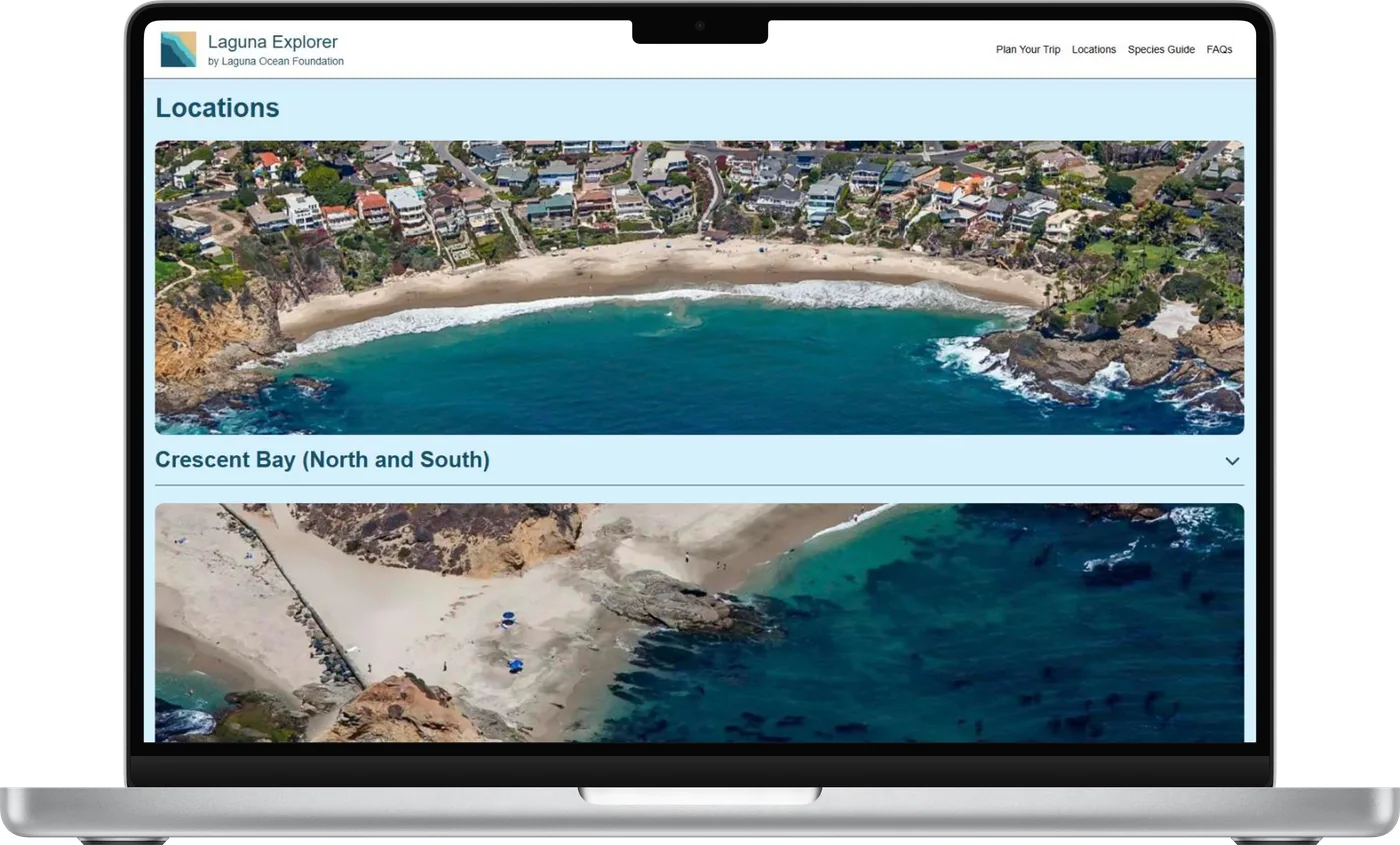 Laguna Explorer
by Laguna Ocean Foundation
Plan Your Trip Locations Species Guide FAQs
Locations
Crescent Bay (North and South)